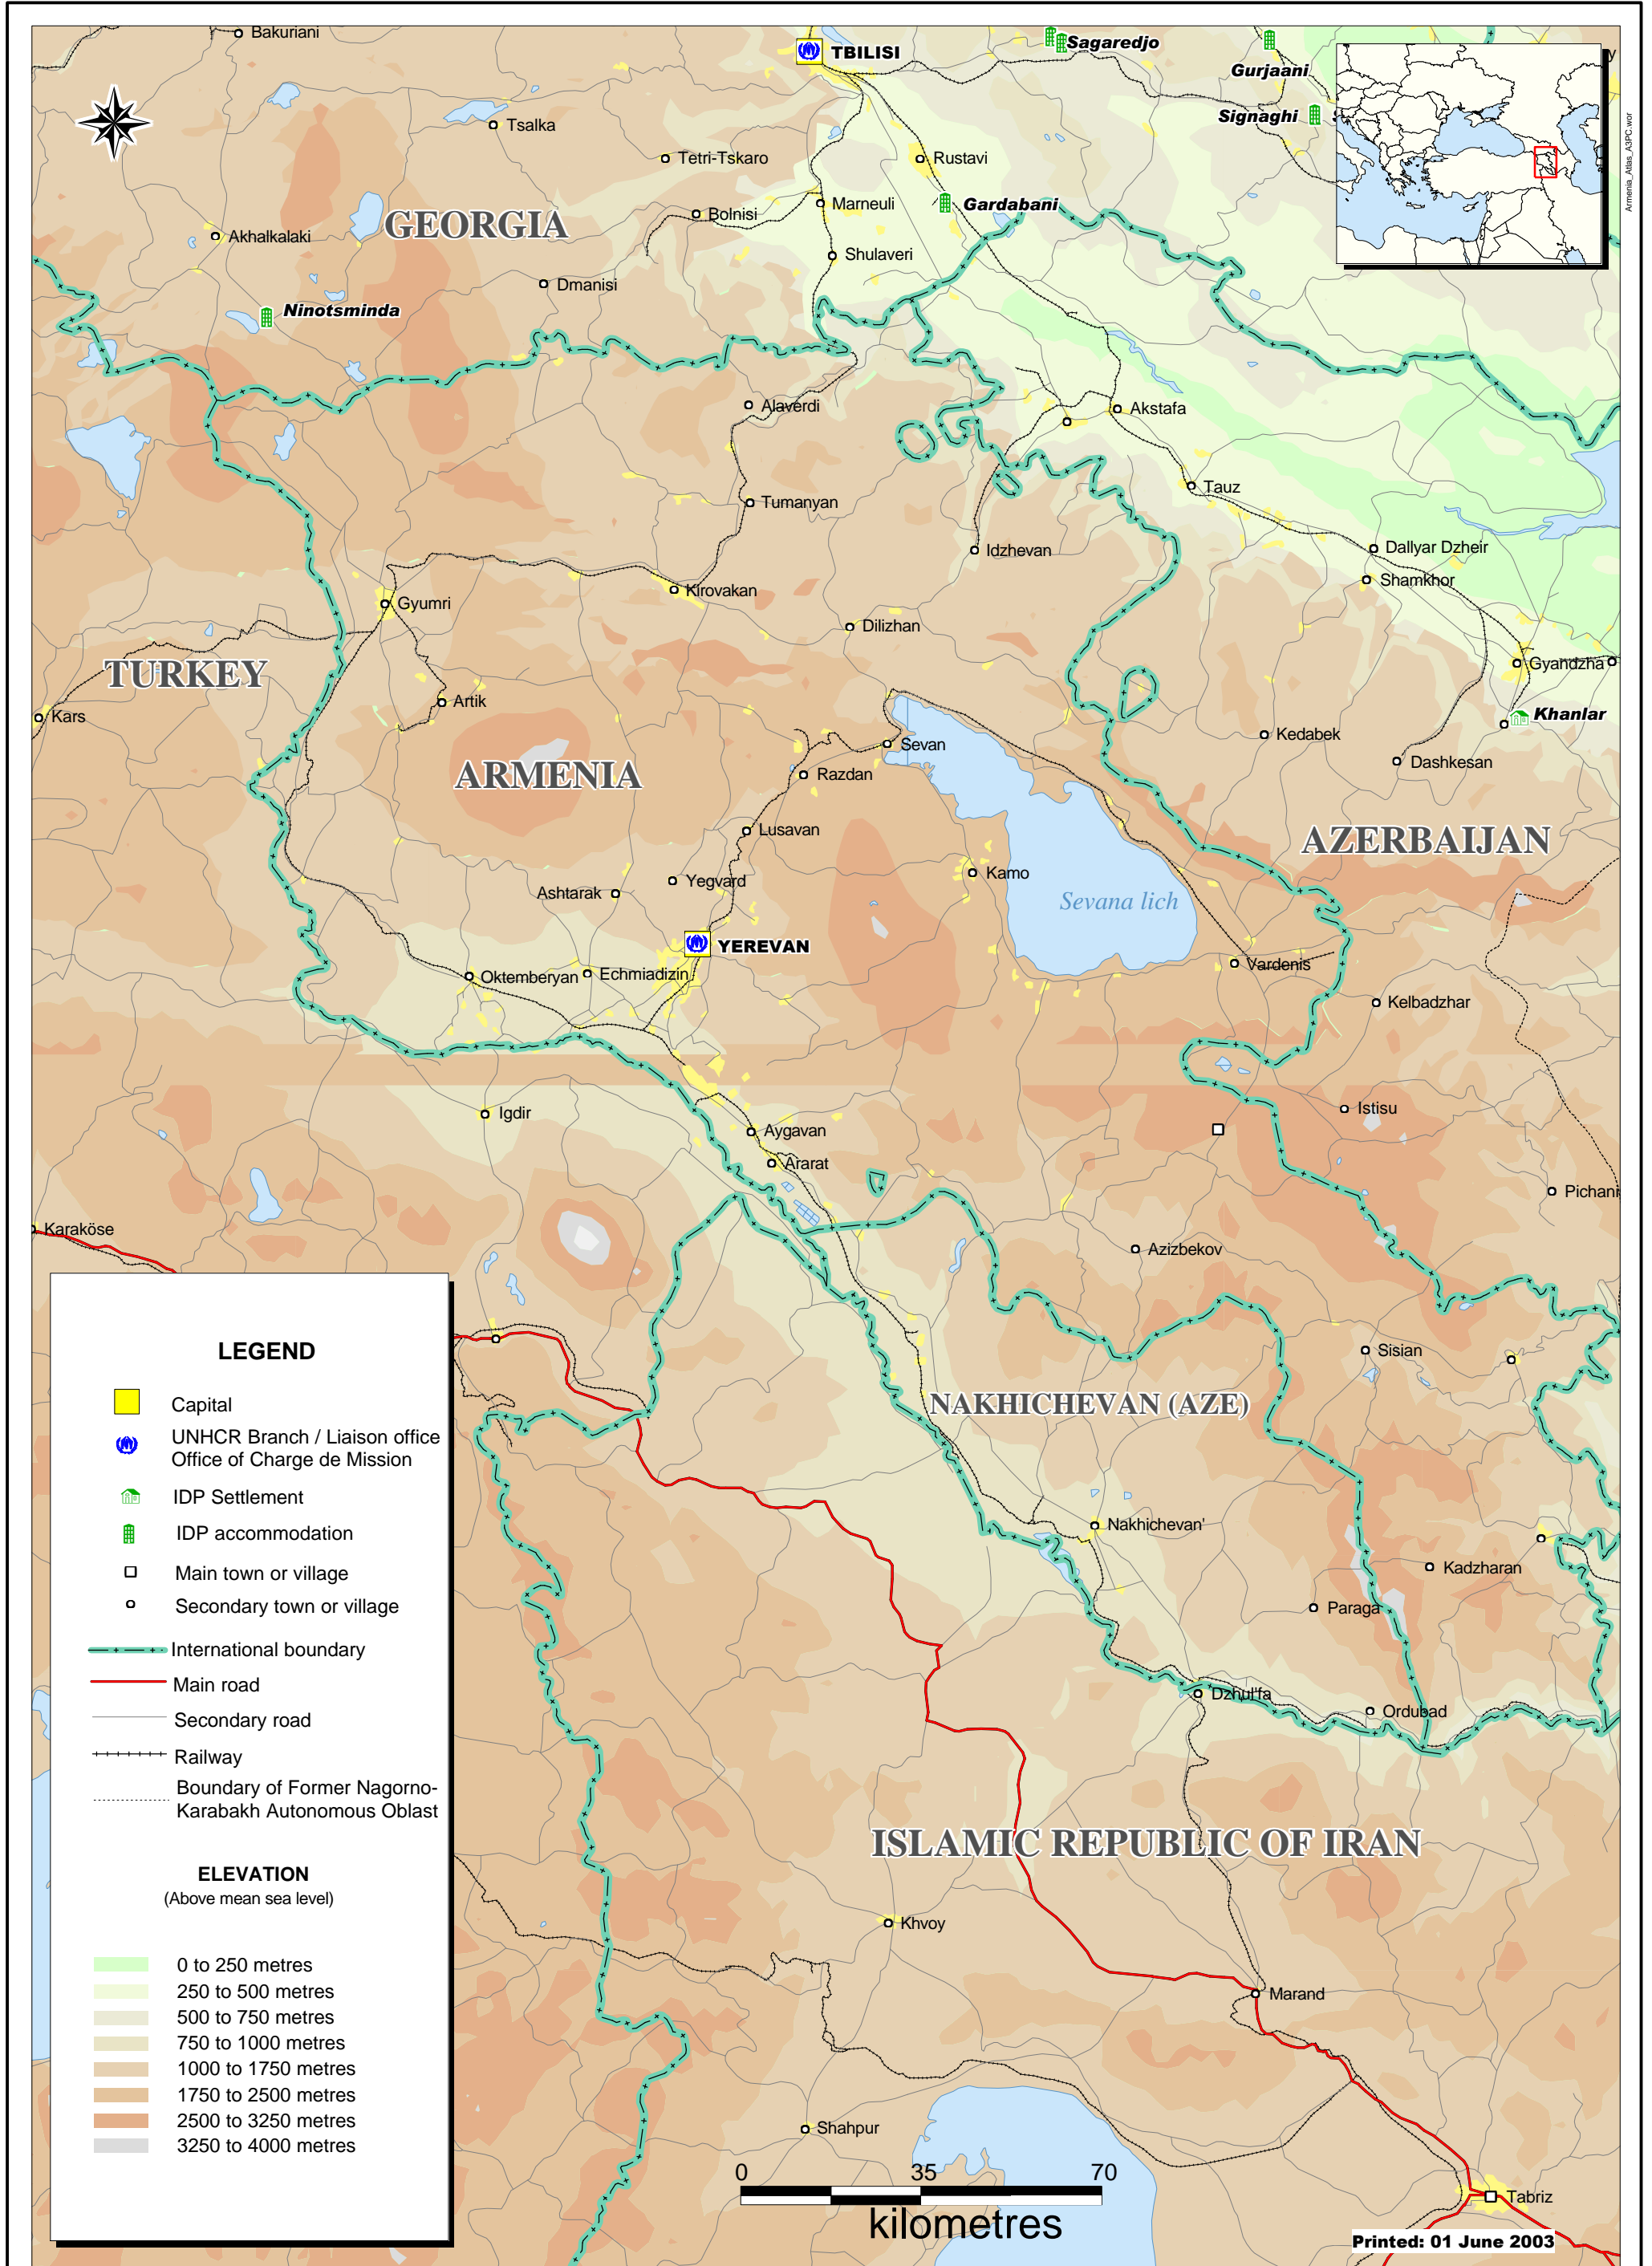 Bakuriani
TBILISI
Sagaredjo
Gurjaani
Signaghi
Tsalka
Tetri-Tskaro
Rustavi
Armenia_Atlas_A3PC.wor
Bolnisi
Marneuli
Gardabani
GEORGIA
Akhalkalaki
Shulaveri
Dmanisi
Ninotsminda
Alaverdi
Akstafa
Tauz
Tumanyan
Idzhevan
Dallyar Dzheir
Shamkhor
Kirovakan
Gyumri
Dilizhan
Gyandzha
TURKEY
Artik
Kars
Khanlar
Kedabek
Sevan
Dashkesan
ARMENIA
Razdan
Lusavan
AZERBAIJAN
Kamo
Yegvard
Ashtarak
Sevana lich
YEREVAN
Vardenis
Oktemberyan
Echmiadizin
Kelbadzhar
Igdir
Istisu
Aygavan
Ararat
Pichani
Karaköse
Azizbekov
Sisian
NAKHICHEVAN (AZE)
Nakhichevan'
Kadzharan
Paraga
Dzhul'fa
Ordubad
ISLAMIC REPUBLIC OF IRAN
Khvoy
Marand
Shahpur
Tabriz
LEGEND
Capital
UNHCR Branch / Liaison office
Office of Charge de Mission
IDP Settlement
IDP accommodation
Main town or village
Secondary town or village
International boundary
Main road
Secondary road
Railway
Boundary of Former Nagorno-
Karabakh Autonomous Oblast
ELEVATION
(Above mean sea level)
0 to 250 metres
250 to 500 metres
500 to 750 metres
750 to 1000 metres
1000 to 1750 metres
1750 to 2500 metres
2500 to 3250 metres
3250 to 4000 metres
0 35 70
kilometres
Printed: 01 June 2003